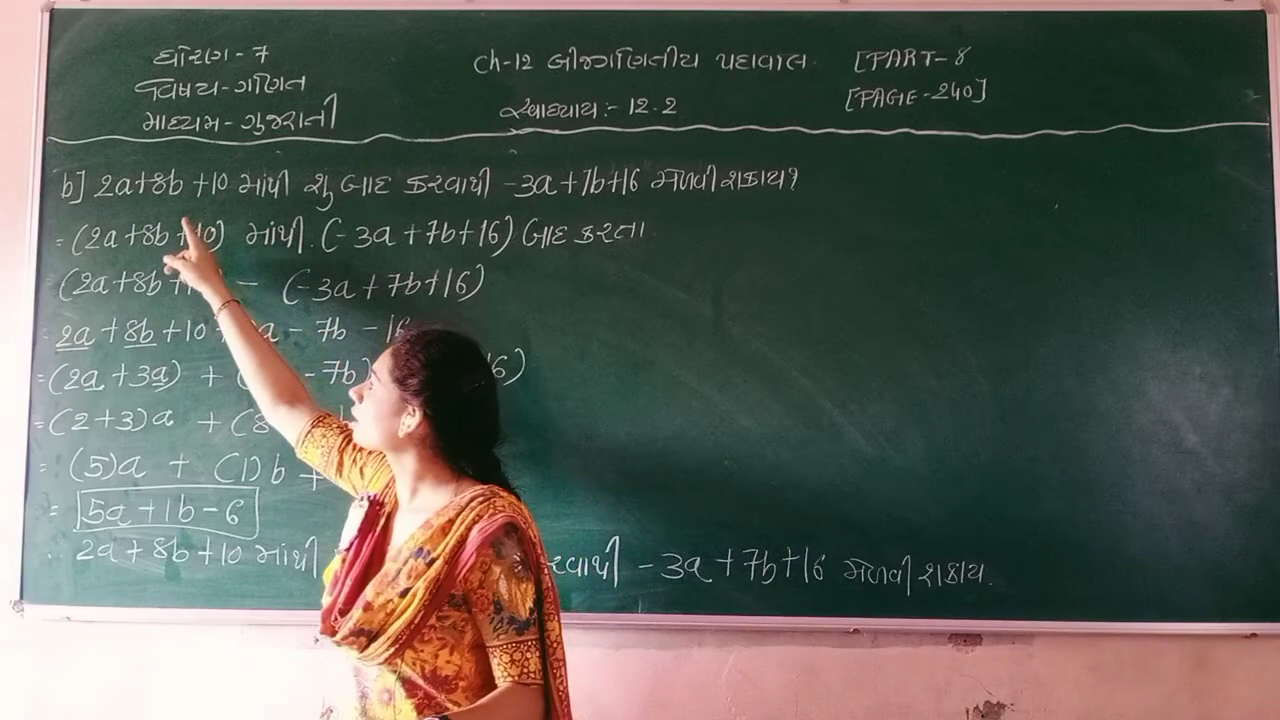 ધોરણ - 7
વિષય - ગણિત
માધ્યમ - ગુજરાતી
Ch-12 બીજગણિતીય પદાવલિ
સ્વાધ્યાય :- 12.2
[PART-8
[PAGE-240]
b] 2a+8b+10 માંથી શુ બાદ કરવાથી -3a+7b+16 મેળવી શકાય?
= (2a+8b+10) માંથી (-3a+7b+16) બાદ કરતા
(2a+8b+1 - (-3a+7b+16)
= 2a+8b+10 a - 7b - 16
= (2a+3a) + ( - 7b) 6)
= (2+3)a + (8
= (5)a + (1)b +
= 5a+1b-6
∴ 2a+8b+10 માંથી રવાથી -3a+7b+16 મેળવી શકાય.